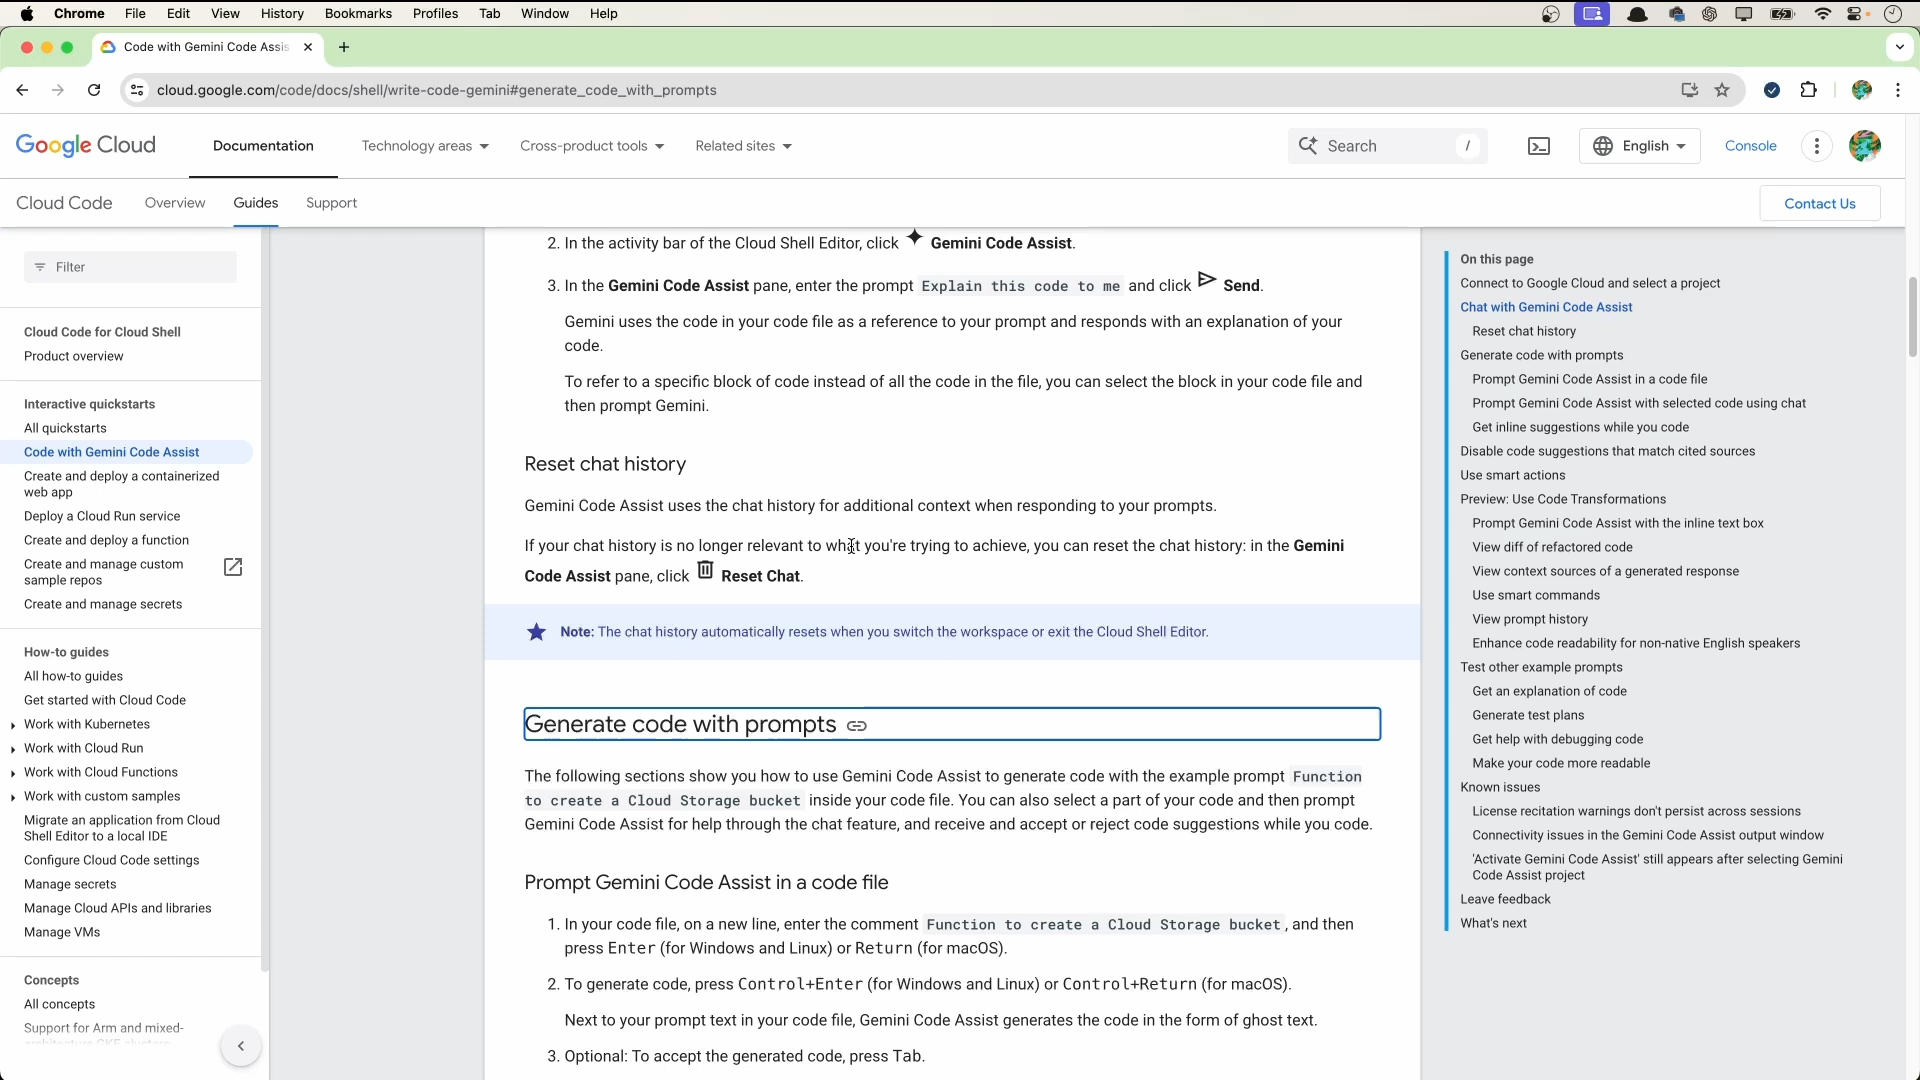 Chrome File Edit View History Bookmarks Profiles Tab Window Help
Code with Gemini Code Assis
cloud.google.com/code/docs/shell/write-code-gemini#generate_code_with_prompts
Google Cloud Documentation Technology areas Cross-product tools Related sites Search / English Console
Cloud Code Overview Guides Support Contact Us
Filter
Cloud Code for Cloud Shell
Product overview
Interactive quickstarts
All quickstarts
Code with Gemini Code Assist
Create and deploy a containerized
web app
Deploy a Cloud Run service
Create and deploy a function
Create and manage custom
sample repos
Create and manage secrets
How-to guides
All how-to guides
Get started with Cloud Code
Work with Kubernetes
Work with Cloud Run
Work with Cloud Functions
Work with custom samples
Migrate an application from Cloud
Shell Editor to a local IDE
Configure Cloud Code settings
Manage secrets
Manage Cloud APIs and libraries
Manage VMs
Concepts
All concepts
Support for Arm and mixed-
2. In the activity bar of the Cloud Shell Editor, click Gemini Code Assist.
3. In the Gemini Code Assist pane, enter the prompt Explain this code to me and click Send.
Gemini uses the code in your code file as a reference to your prompt and responds with an explanation of your
code.
To refer to a specific block of code instead of all the code in the file, you can select the block in your code file and
then prompt Gemini.
Reset chat history
Gemini Code Assist uses the chat history for additional context when responding to your prompts.
If your chat history is no longer relevant to what you're trying to achieve, you can reset the chat history: in the Gemini
Code Assist pane, click Reset Chat.
Note: The chat history automatically resets when you switch the workspace or exit the Cloud Shell Editor.
Generate code with prompts
The following sections show you how to use Gemini Code Assist to generate code with the example prompt Function
to create a Cloud Storage bucket inside your code file. You can also select a part of your code and then prompt
Gemini Code Assist for help through the chat feature, and receive and accept or reject code suggestions while you code.
Prompt Gemini Code Assist in a code file
1. In your code file, on a new line, enter the comment Function to create a Cloud Storage bucket, and then
press Enter (for Windows and Linux) or Return (for macOS).
2. To generate code, press Control+Enter (for Windows and Linux) or Control+Return (for macOS).
Next to your prompt text in your code file, Gemini Code Assist generates the code in the form of ghost text.
3. Optional: To accept the generated code, press Tab.
On this page
Connect to Google Cloud and select a project
Chat with Gemini Code Assist
Reset chat history
Generate code with prompts
Prompt Gemini Code Assist in a code file
Prompt Gemini Code Assist with selected code using chat
Get inline suggestions while you code
Disable code suggestions that match cited sources
Use smart actions
Preview: Use Code Transformations
Prompt Gemini Code Assist with the inline text box
View diff of refactored code
View context sources of a generated response
Use smart commands
View prompt history
Enhance code readability for non-native English speakers
Test other example prompts
Get an explanation of code
Generate test plans
Get help with debugging code
Make your code more readable
Known issues
License recitation warnings don't persist across sessions
Connectivity issues in the Gemini Code Assist output window
'Activate Gemini Code Assist' still appears after selecting Gemini
Code Assist project
Leave feedback
What's next